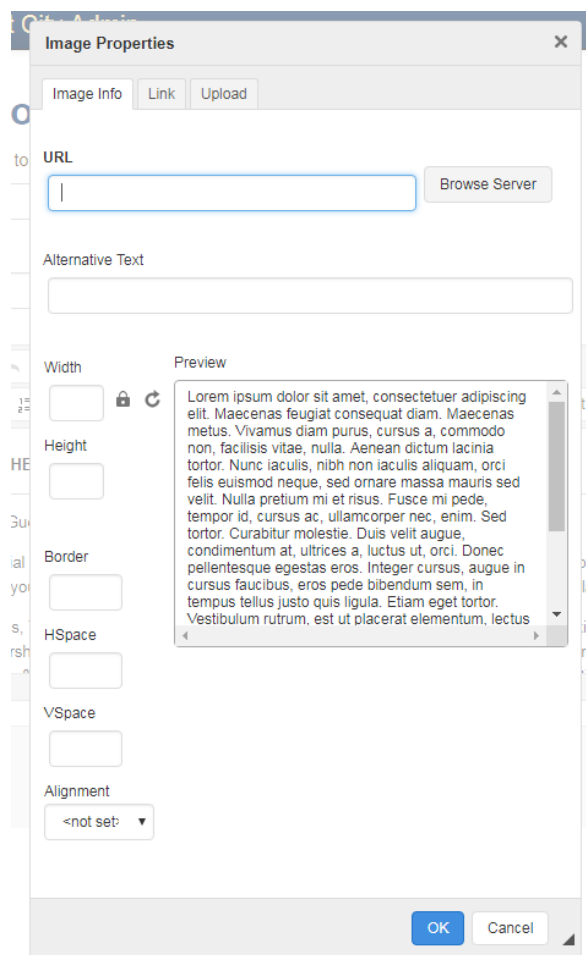 City Admin
Image Properties
Image Info Link Upload
to
URL
Browse Server
Alternative Text
Width
Preview
Height
Lorem ipsum dolor sit amet, consectetuer adipiscing
elit. Maecenas feugiat consequat diam. Maecenas
metus. Vivamus diam purus, cursus a, commodo
non, facilisis vitae, nulla. Aenean dictum lacinia
tortor. Nunc iaculis, nibh non iaculis aliquam, orci
felis euismod neque, sed ornare massa mauris sed
velit. Nulla pretium mi et risus. Fusce mi pede,
tempor id, cursus ac, ullamcorper nec, enim. Sed
tortor. Curabitur molestie. Duis velit augue,
condimentum at, ultrices a, luctus ut, orci. Donec
pellentesque egestas eros. Integer cursus, augue in
cursus faucibus, eros pede bibendum sem, in
tempus tellus justo quis ligula. Etiam eget tortor.
Vestibulum rutrum, est ut placerat elementum, lectus
Border
HSpace
VSpace
Alignment
<not set>
OK Cancel